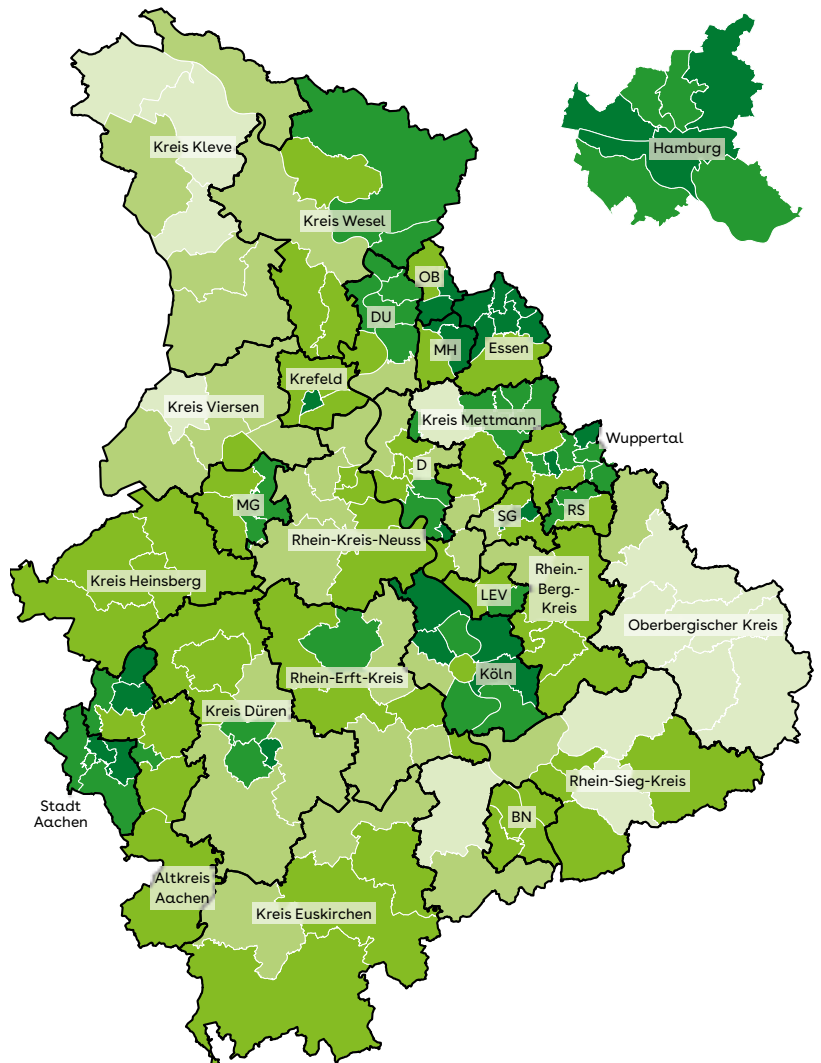 Kreis Kleve
Hamburg
Kreis Wesel
OB
DU
MH
Essen
Krefeld
Kreis Viersen
Kreis Mettmann
Wuppertal
D
MG
SG
RS
Rhein-Kreis-Neuss
Kreis Heinsberg
LEV
Rhein.-
Berg.-
Kreis
Oberbergischer Kreis
Köln
Rhein-Erft-Kreis
Kreis Düren
Rhein-Sieg-Kreis
Stadt
Aachen
BN
Altkreis
Aachen
Kreis Euskirchen